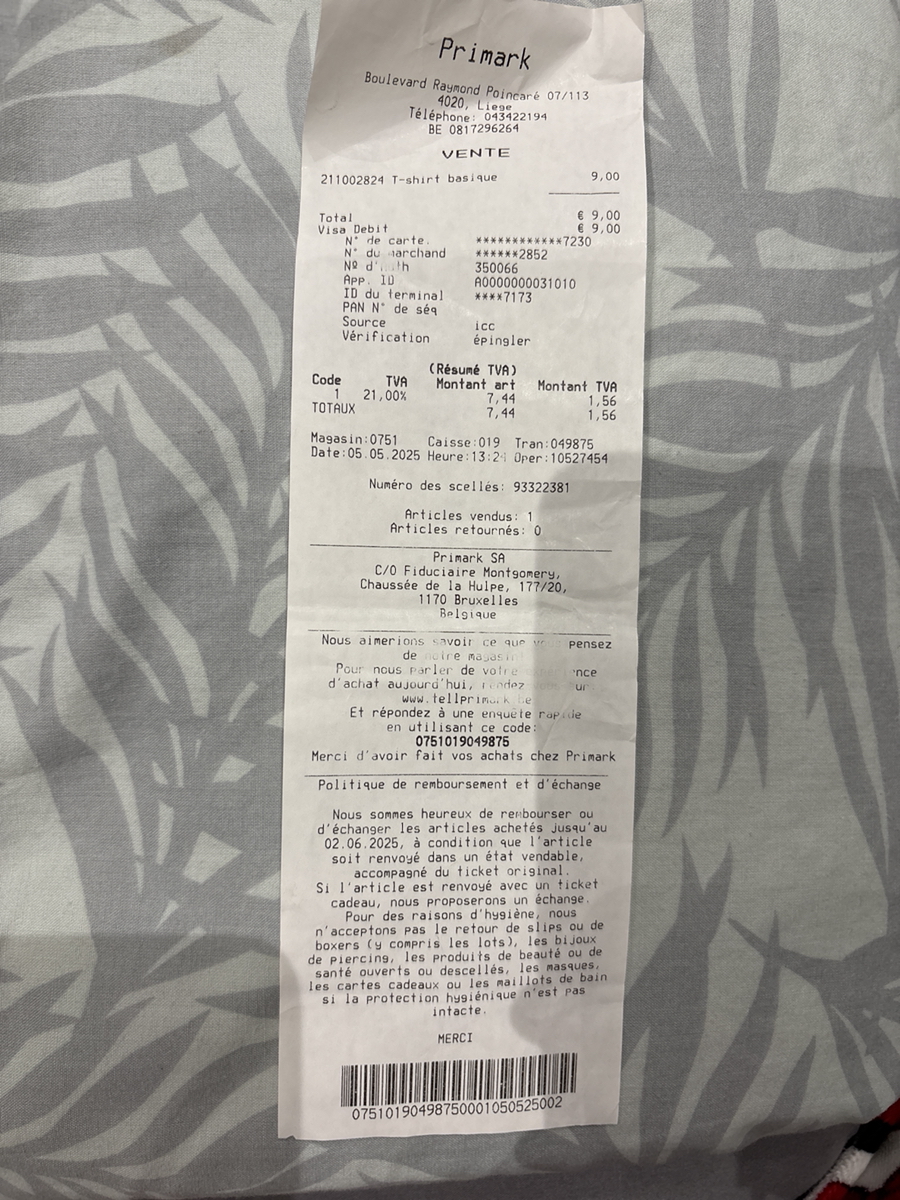 Primark
Boulevard Raymond Poincaré 07/113
4020, Liege
Téléphone: 043422194
BE 0817296264
VENTE
211002824 T-shirt basique 9,00
Total € 9,00
Visa Debit € 9,00
N° de carte. ************7230
N° du marchand ******2852
Nº 350066
App. ID A0000000031010
ID du terminal ****7173
PAN N° de séq
Source icc
Vérification épingler
(Résumé TVA)
Code TVA Montant art Montant TVA
1 21,00% 7,44 1,56
TOTAUX 7,44 1,56
Magasin:0751 Caisse:019 Tran:049875
Date:05.05.2025 Oper:10527454
Numéro des scellés: 93322381
Articles vendus: 1
Articles retournés: 0
Primark SA
C/O Fiduciaire Montgomery,
Chaussée de la Hulpe, 177/20,
1170 Bruxelles
Belgique
Nous aimerions savoir ce que pensez
de notre magasin
Pour nous parler de votre
d'achat aujourd'hui, rendez
www.tellprimark.be
Et répondez à une enquête rapide
en utilisant ce code:
0751019049875
Merci d'avoir fait vos achats chez Primark
Politique de remboursement et d'échange
Nous sommes heureux de rembourser ou
d'échanger les articles achetés jusqu'au
02.06.2025, à condition que l'article
soit renvoyé dans un état vendable,
accompagné du ticket original.
Si l'article est renvoyé avec un ticket
cadeau, nous proposerons un échange.
Pour des raisons d'hygiène, nous
n'acceptons pas le retour de slips ou de
boxers (y compris les lots), les bijoux
de piercing, les produits de beauté ou de
santé ouverts ou descellés, les masques,
les cartes cadeaux ou les maillots de bain
si la protection hygiénique n'est pas
intacte.
MERCI
07510190498750001050525002